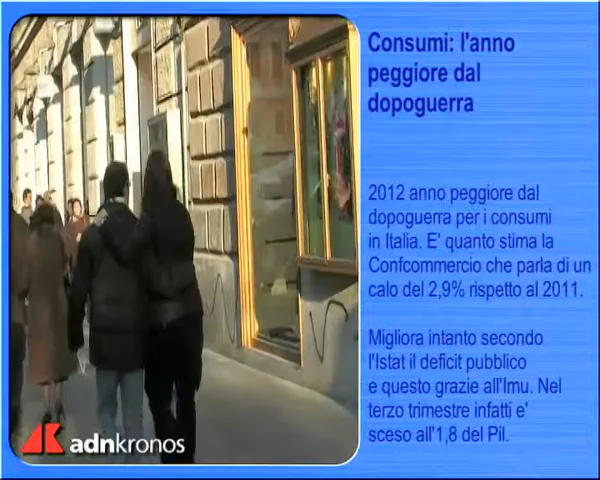 Consumi: l'anno
peggiore dal
dopoguerra
2012 anno peggiore dal
dopoguerra per i consumi
in Italia. E' quanto stima la
Confcommercio che parla di un
calo del 2,9% rispetto al 2011.
Migliora intanto secondo
l'Istat il deficit pubblico
e questo grazie all'Imu. Nel
terzo trimestre infatti e'
sceso all'1,8 del Pil.
adnkronos